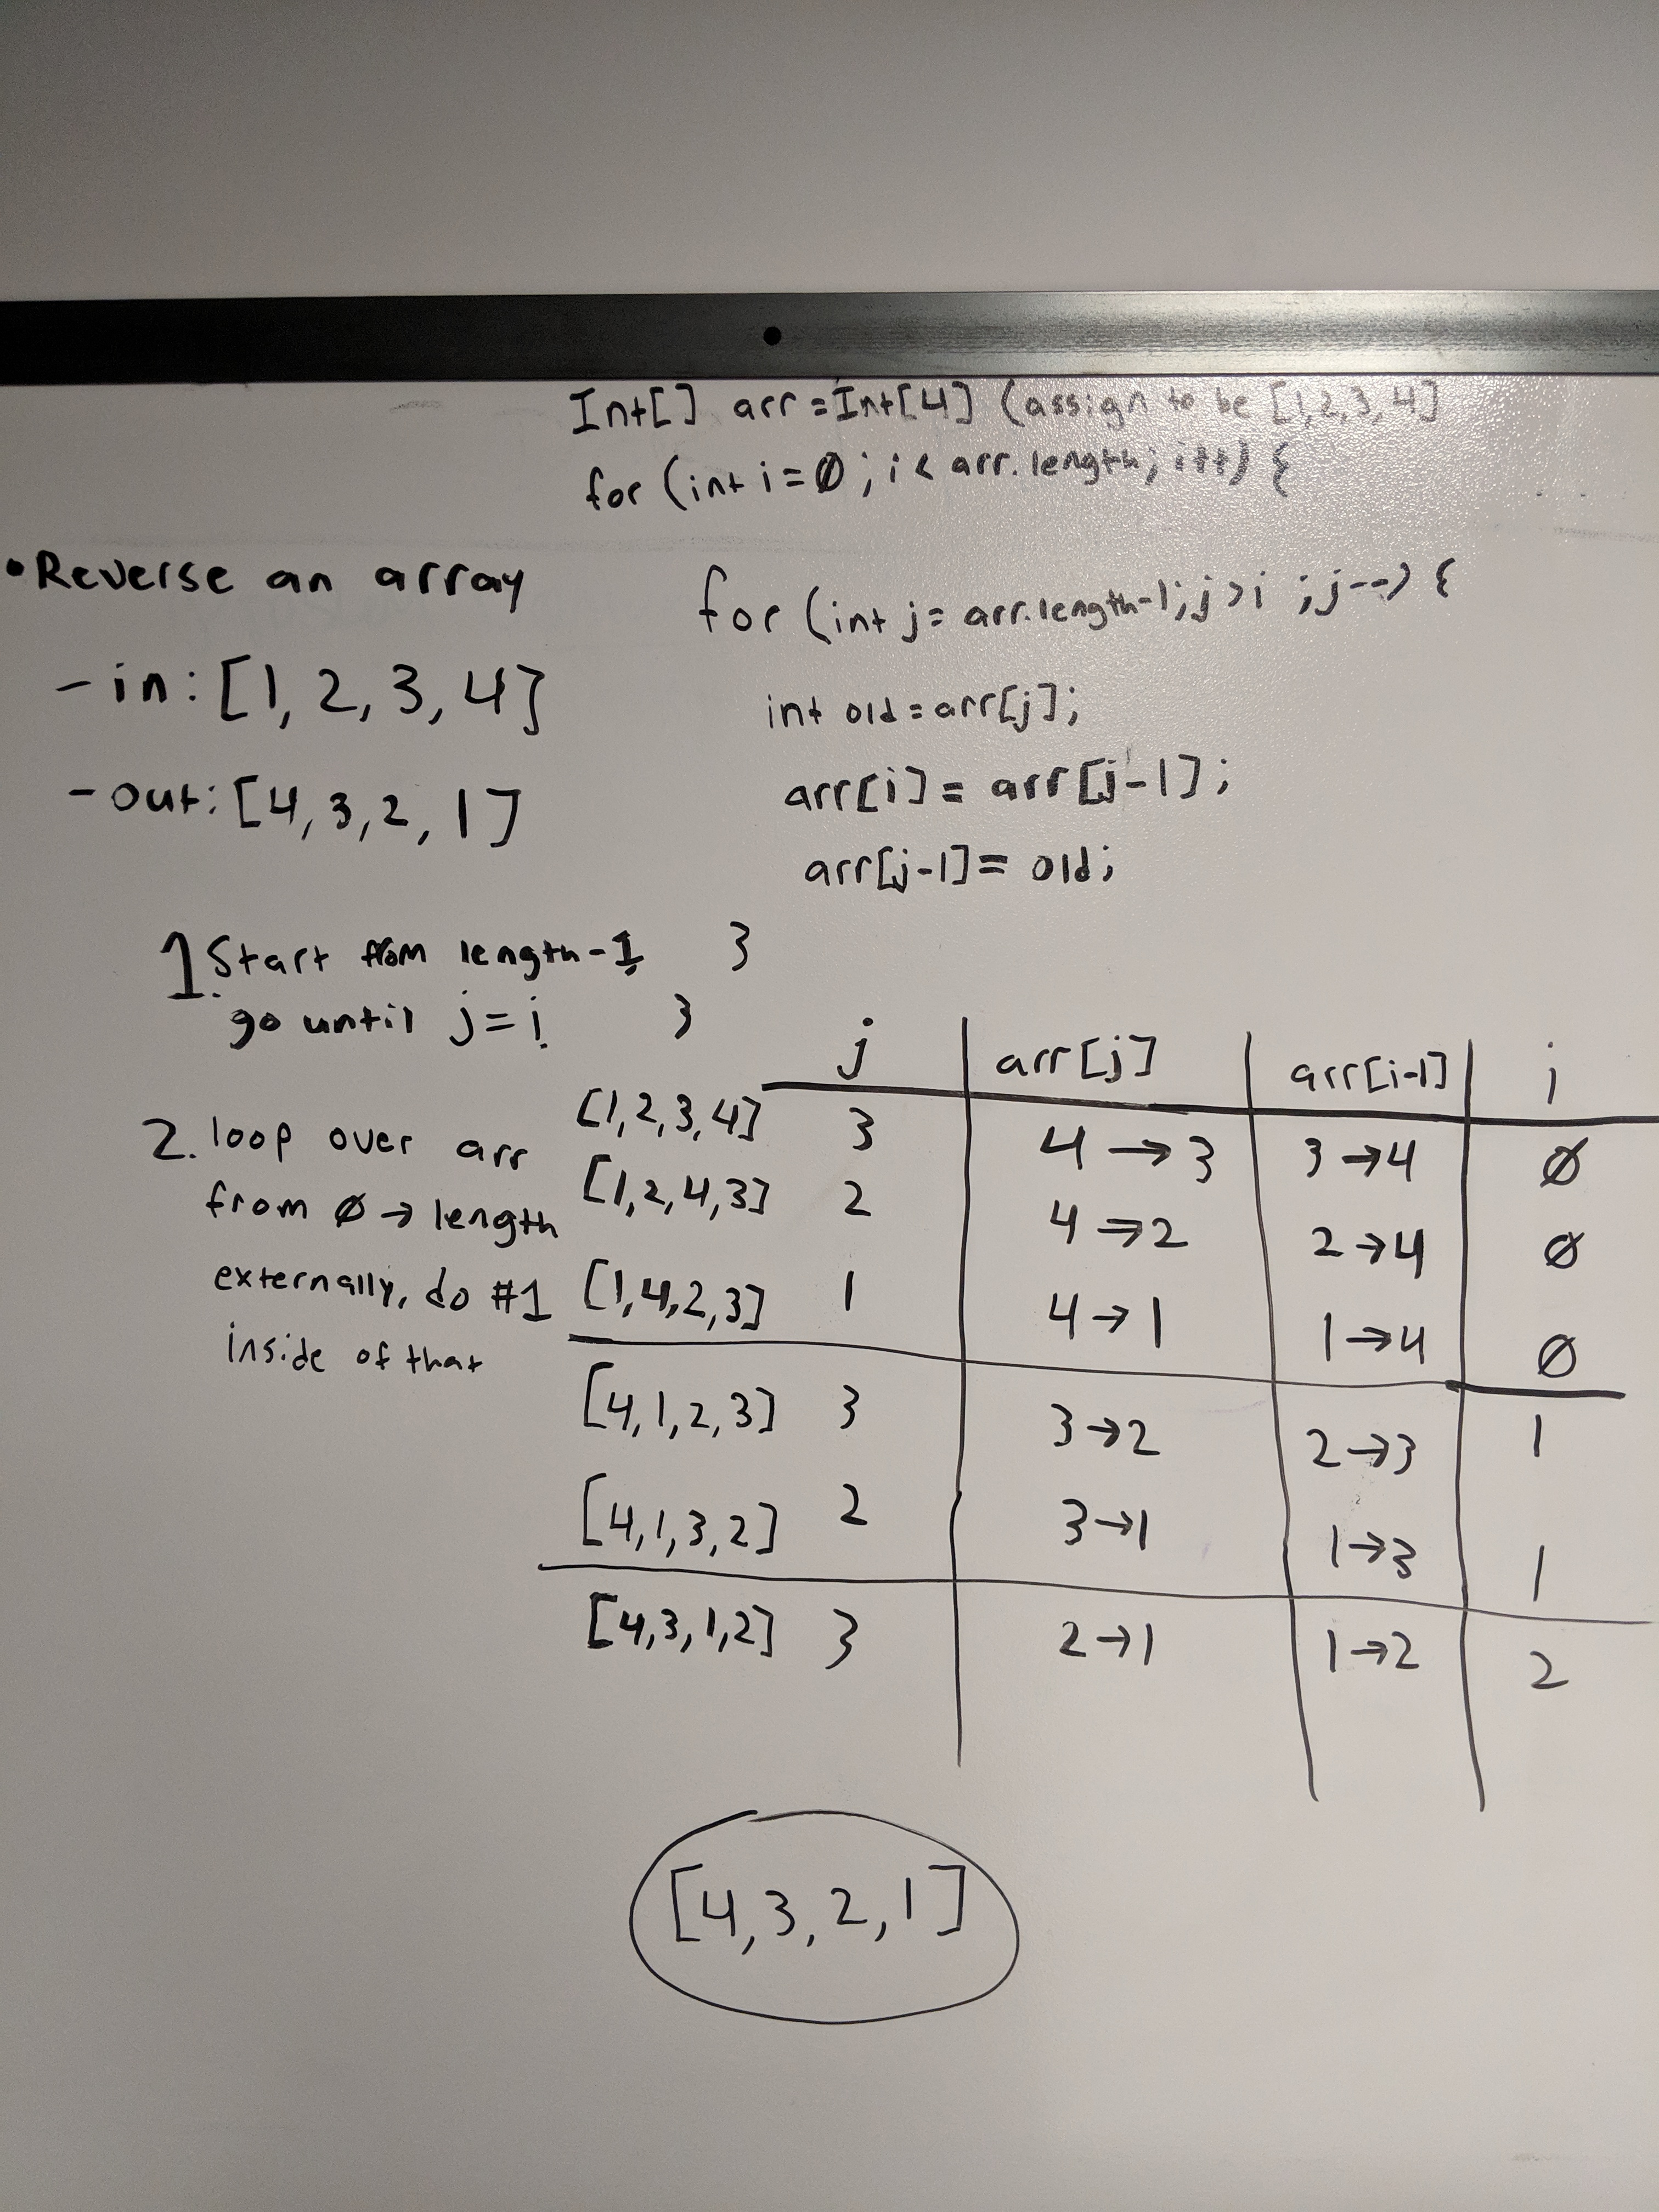 Int[] arr = Int[4] (assign to be [1,2,3,4]
for (int i=0; i < arr.length; i++) {
• Reverse an array
for (int j= arr.length-1; j>i ; j--) {
- in: [1, 2, 3, 4]
int old = arr[j];
arr[i] = arr[j-1];
- out: [4, 3, 2, 1]
arr[j-1] = old;
1. Start from length-1 }
go until j=i }
2. loop over arr
from 0 → length
externally, do #1
inside of that
j | arr[j] | arr[i-1] | i
[1,2,3,4] 3 | 4 → 3 | 3 → 4 | 0
[1,2,4,3] 2 | 4 → 2 | 2 → 4 | 0
[1,4,2,3] 1 | 4 → 1 | 1 → 4 | 0
[4,1,2,3] 3 | 3 → 2 | 2 → 3 | 1
[4,1,3,2] 2 | 3 → 1 | 1 → 3 | 1
[4,3,1,2] 3 | 2 → 1 | 1 → 2 | 2
[4, 3, 2, 1]